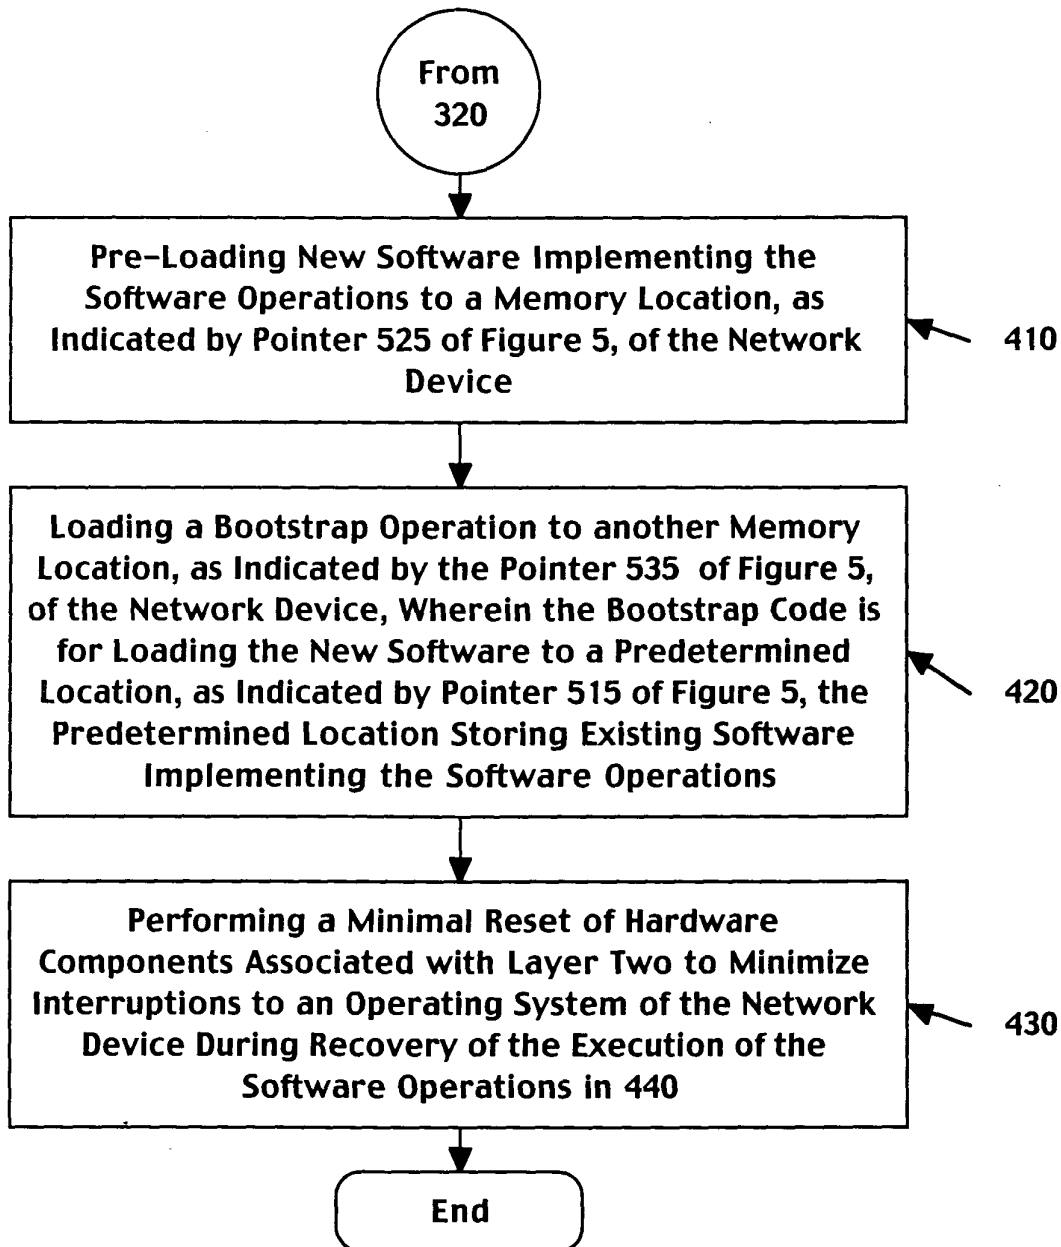 From
320
Pre-Loading New Software Implementing the
Software Operations to a Memory Location, as
Indicated by Pointer 525 of Figure 5, of the Network
Device
410
Loading a Bootstrap Operation to another Memory
Location, as Indicated by the Pointer 535 of Figure 5,
of the Network Device, Wherein the Bootstrap Code is
for Loading the New Software to a Predetermined
Location, as Indicated by Pointer 515 of Figure 5, the
Predetermined Location Storing Existing Software
Implementing the Software Operations
420
Performing a Minimal Reset of Hardware
Components Associated with Layer Two to Minimize
Interruptions to an Operating System of the Network
Device During Recovery of the Execution of the
Software Operations in 440
430
End